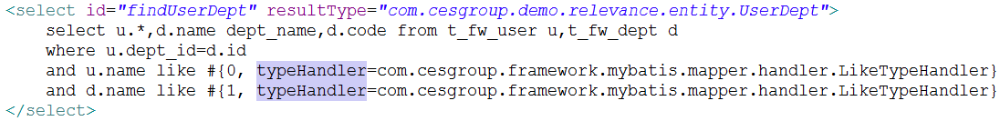 <select id="findUserDept" resultType="com.cesgroup.demo.relevance.entity.UserDept">
select u.*,d.name dept_name,d.code from t_fw_user u,t_fw_dept d
where u.dept_id=d.id
and u.name like #{0, typeHandler=com.cesgroup.framework.mybatis.mapper.handler.LikeTypeHandler}
and d.name like #{1, typeHandler=com.cesgroup.framework.mybatis.mapper.handler.LikeTypeHandler}
</select>